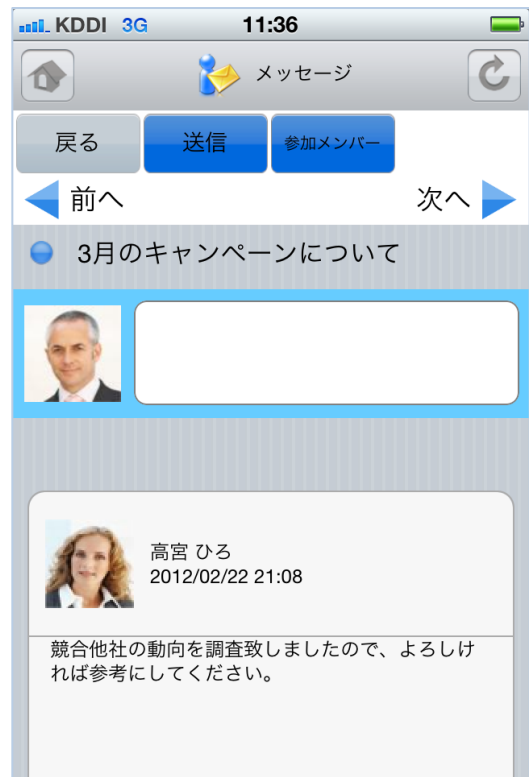 KDDI 3G 11:36
メッセージ
戻る 送信 参加メンバー
前へ 次へ
3月のキャンペーンについて
高宮 ひろ
2012/02/22 21:08
競合他社の動向を調査致しましたので、よろしけ
れば参考にしてください。